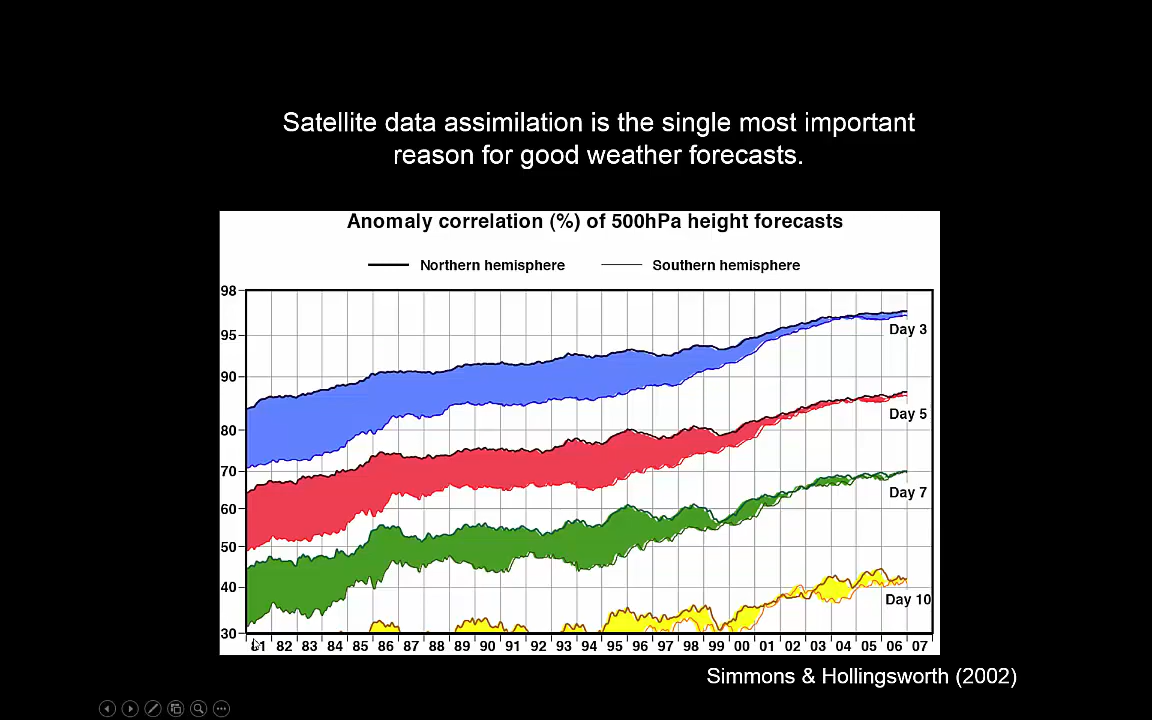 Satellite data assimilation is the single most important
reason for good weather forecasts.
Anomaly correlation (%) of 500hPa height forecasts
Northern hemisphere Southern hemisphere
98
95
90
80
70
60
50
40
30
Day 3
Day 5
Day 7
Day 10
82 83 84 85 86 87 88 89 90 91 92 93 94 95 96 97 98 99 00 01 02 03 04 05 06 07
Simmons & Hollingsworth (2002)